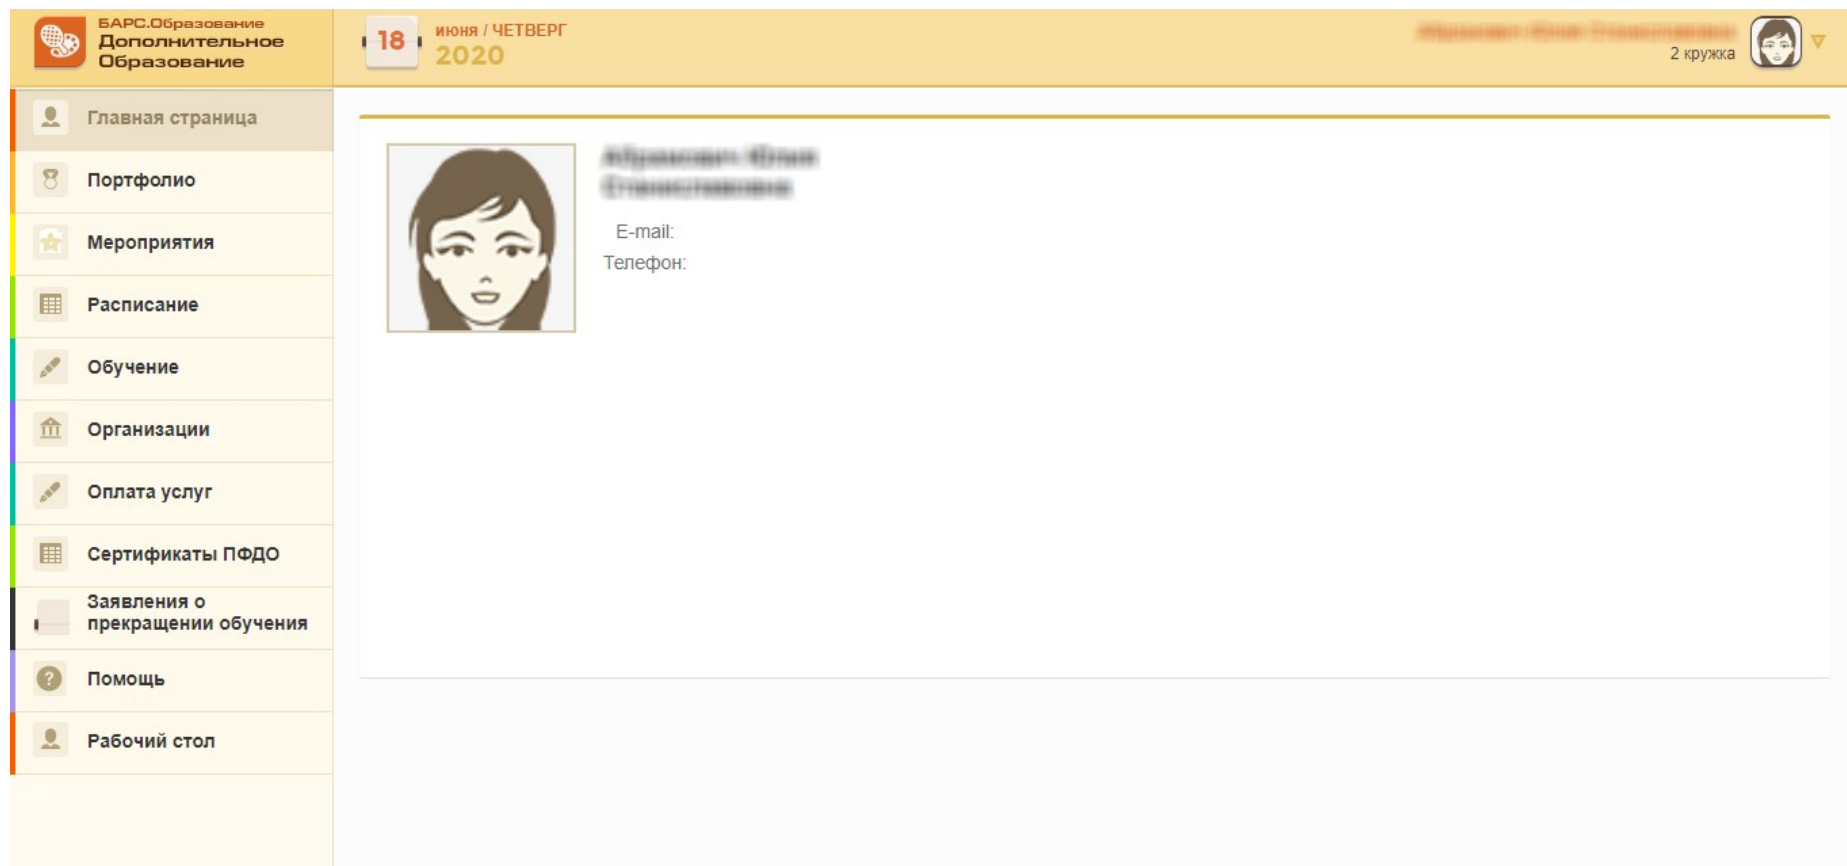 БАРС.Образование
Дополнительное
Образование
18
июня / ЧЕТВЕРГ
2020
2 кружка
Главная страница
Портфолио
Мероприятия
Расписание
Обучение
Организации
Оплата услуг
Сертификаты ПФДО
Заявления о
прекращении обучения
Помощь
Рабочий стол
E-mail:
Телефон: